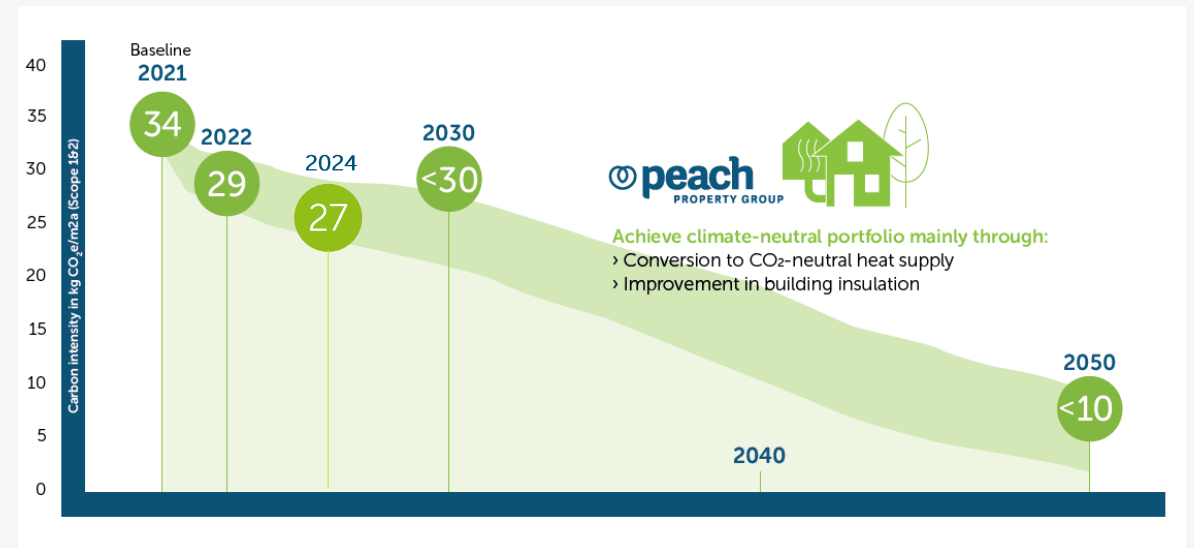 40
35
30
25
20
15
10
5
0
Carbon intensity in kg CO₂e/m2a (Scope 1&2)
Baseline
2021
34
2022
29
2024
27
2030
<30
peach
PROPERTY GROUP
Achieve climate-neutral portfolio mainly through:
› Conversion to CO₂-neutral heat supply
› Improvement in building insulation
2040
2050
<10